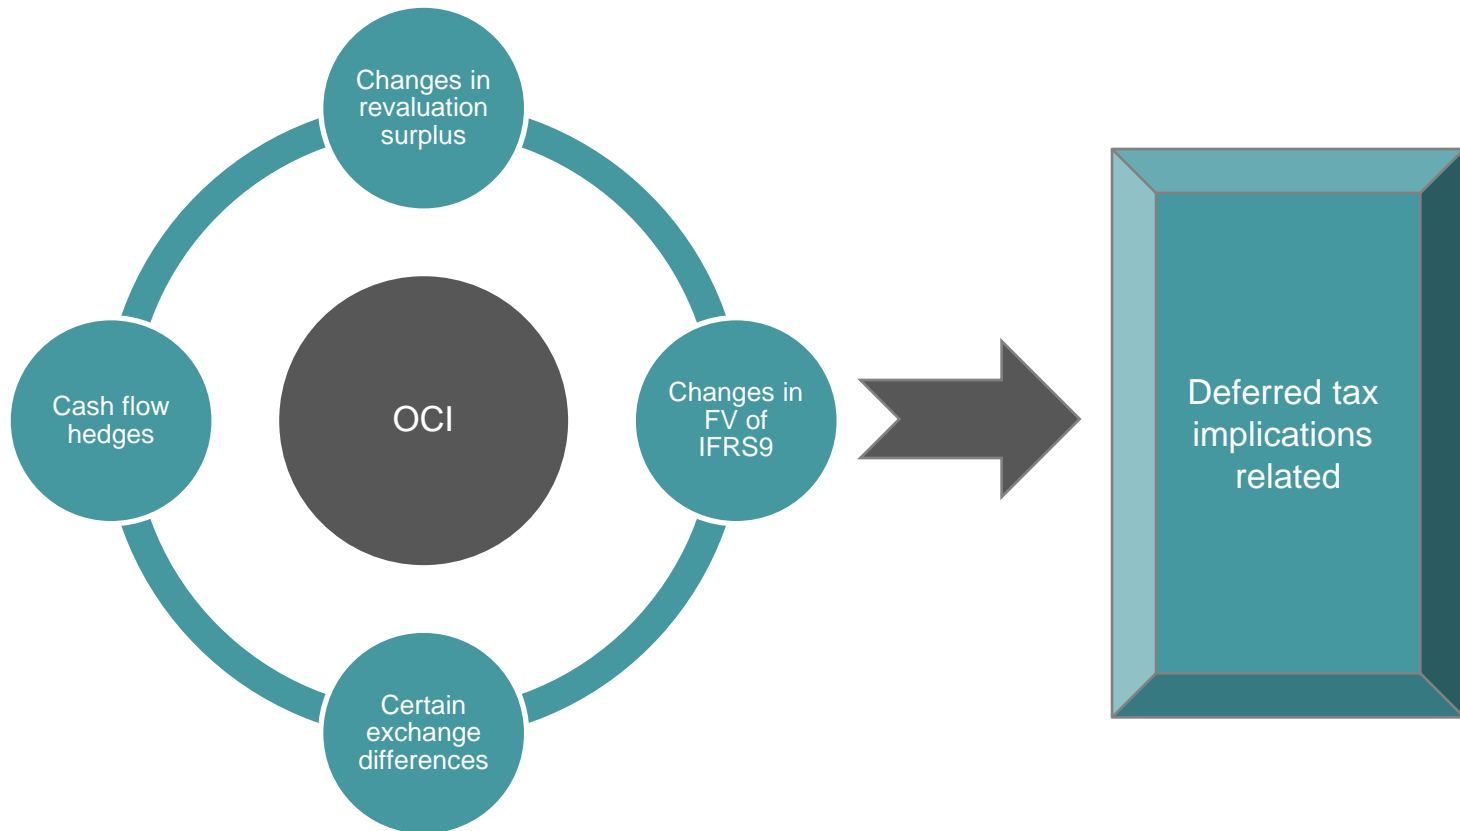 Changes in
revaluation
surplus
Cash flow
hedges
OCI
Changes in
FV of
IFRS9
Certain
exchange
differences
Deferred tax
implications
related